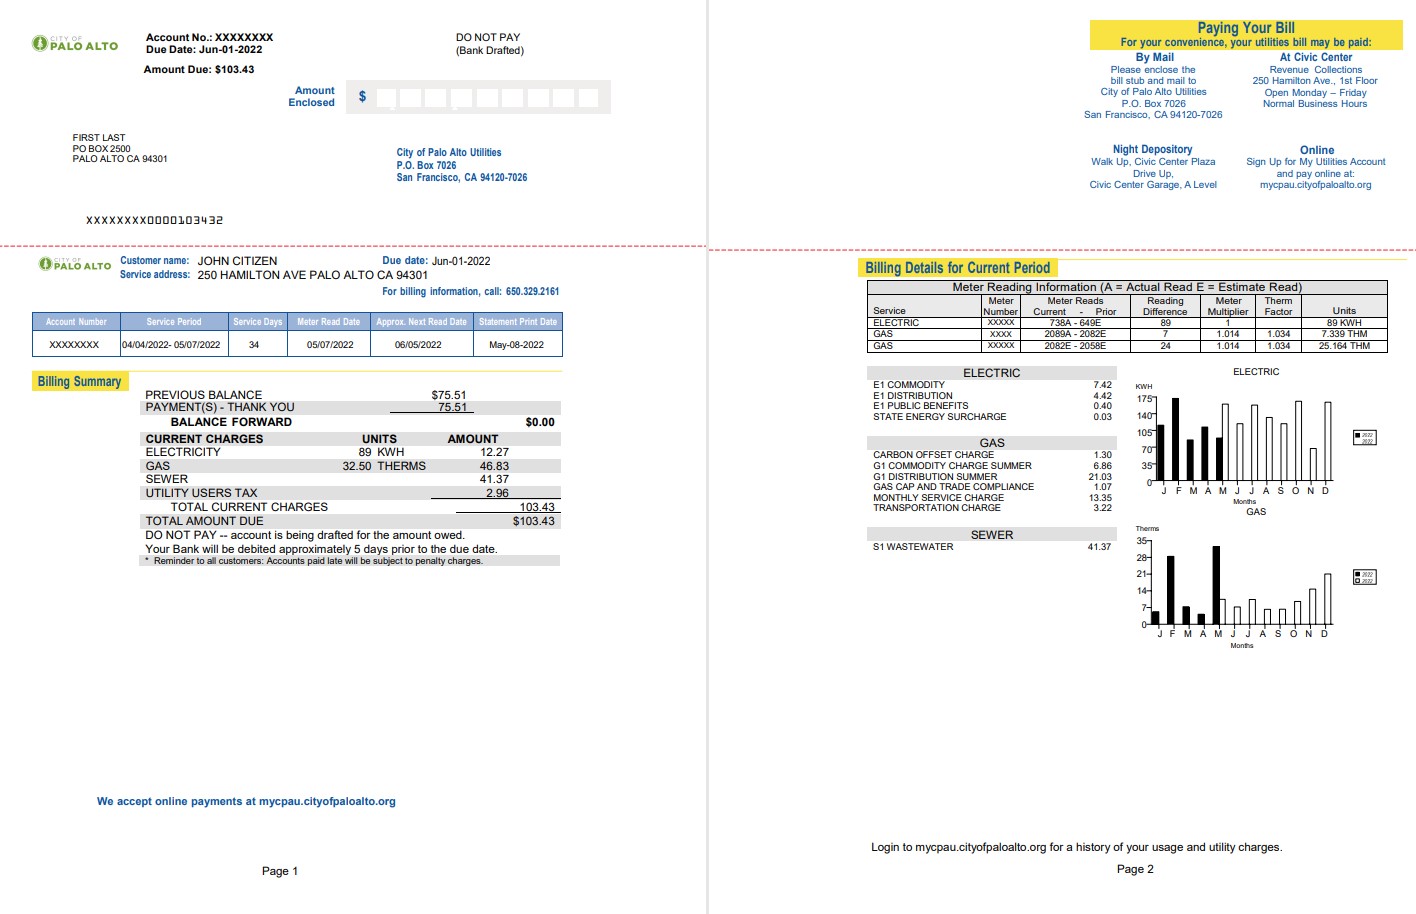 CITY OF
PALO ALTO
Account No.: XXXXXXXX
Due Date: Jun-01-2022
Amount Due: $103.43
DO NOT PAY
(Bank Drafted)
Amount
Enclosed
$
FIRST LAST
PO BOX 2500
PALO ALTO CA 94301
City of Palo Alto Utilities
P.O. Box 7026
San Francisco, CA 94120-7026
XXXXXXXX0000103432
CITY OF
PALO ALTO
Customer name: JOHN CITIZEN
Service address: 250 HAMILTON AVE PALO ALTO CA 94301
Due date: Jun-01-2022
For billing information, call: 650.329.2161
Account Number Service Period Service Days Meter Read Date Approx. Next Read Date Statement Print Date
XXXXXXXX 04/04/2022- 05/07/2022 34 05/07/2022 06/05/2022 May-08-2022
Billing Summary
PREVIOUS BALANCE $75.51
PAYMENT(S) - THANK YOU 75.51
BALANCE FORWARD $0.00
CURRENT CHARGES UNITS AMOUNT
ELECTRICITY 89 KWH 12.27
GAS 32.50 THERMS 46.83
SEWER 41.37
UTILITY USERS TAX 2.96
TOTAL CURRENT CHARGES 103.43
TOTAL AMOUNT DUE $103.43
DO NOT PAY -- account is being drafted for the amount owed.
Your Bank will be debited approximately 5 days prior to the due date.
* Reminder to all customers: Accounts paid late will be subject to penalty charges.
We accept online payments at mycpau.cityofpaloalto.org
Page 1
Paying Your Bill
For your convenience, your utilities bill may be paid:
By Mail
Please enclose the
bill stub and mail to
City of Palo Alto Utilities
P.O. Box 7026
San Francisco, CA 94120-7026
At Civic Center
Revenue Collections
250 Hamilton Ave., 1st Floor
Open Monday – Friday
Normal Business Hours
Night Depository
Walk Up, Civic Center Plaza
Drive Up,
Civic Center Garage, A Level
Online
Sign Up for My Utilities Account
and pay online at:
mycpau.cityofpaloalto.org
Billing Details for Current Period
Meter Reading Information (A = Actual Read E = Estimate Read)
Service Meter Number Meter Reads Current - Prior Reading Difference Meter Multiplier Therm Factor Units
ELECTRIC XXXXX 738A - 649E 89 1 89 KWH
GAS XXXX 2089A - 2082E 7 1.014 1.034 7.339 THM
GAS XXXXX 2082E - 2058E 24 1.014 1.034 25.164 THM
ELECTRIC
E1 COMMODITY 7.42
E1 DISTRIBUTION 4.42
E1 PUBLIC BENEFITS 0.40
STATE ENERGY SURCHARGE 0.03
GAS
CARBON OFFSET CHARGE 1.30
G1 COMMODITY CHARGE SUMMER 6.86
G1 DISTRIBUTION SUMMER 21.03
GAS CAP AND TRADE COMPLIANCE 1.07
MONTHLY SERVICE CHARGE 13.35
TRANSPORTATION CHARGE 3.22
SEWER
S1 WASTEWATER 41.37
ELECTRIC
KWH
175
140
105
70
35
0
J F M A M J J A S O N D
Months
2022
2022
GAS
Therms
35
28
21
14
7
0
J F M A M J J A S O N D
Months
2022
2022
Login to mycpau.cityofpaloalto.org for a history of your usage and utility charges.
Page 2